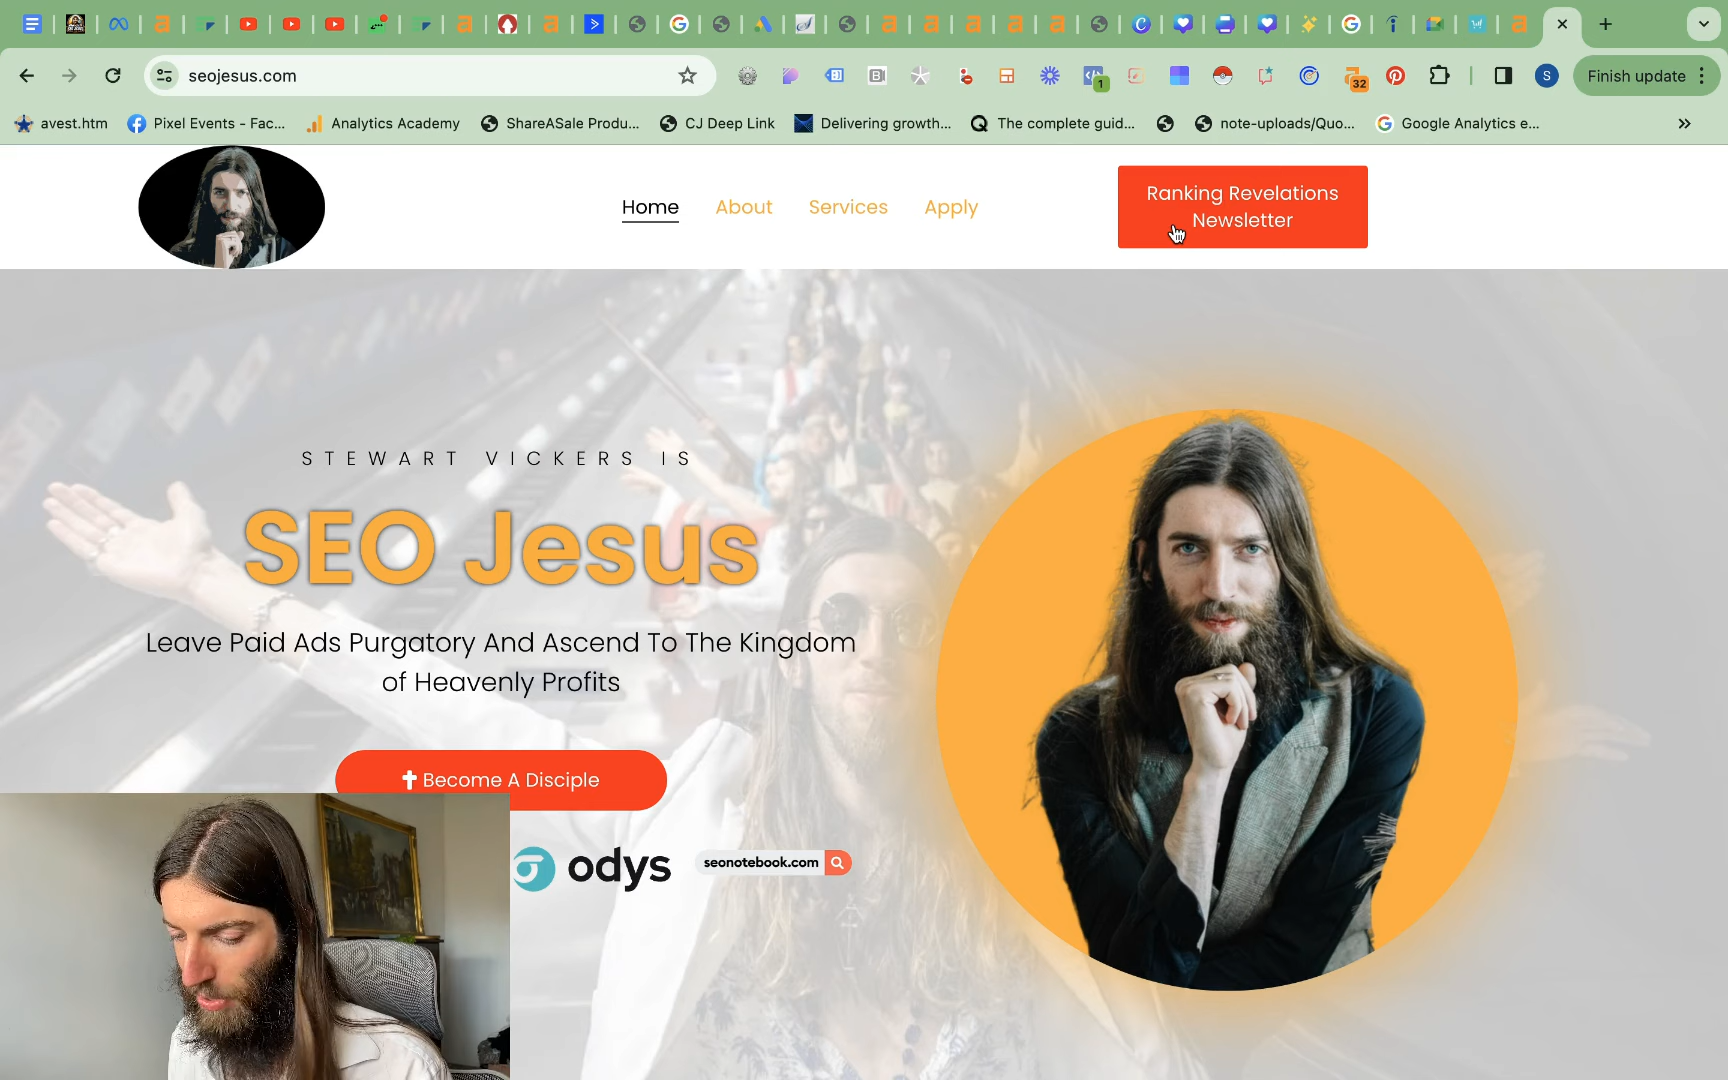 seojesus.com
1
32
S
Finish update
avest.htm
Pixel Events - Fac...
Analytics Academy
ShareASale Produ...
CJ Deep Link
Delivering growth...
The complete guid...
note-uploads/Quo...
Google Analytics e...
Home
About
Services
Apply
Ranking Revelations
Newsletter
STEWART VICKERS IS
SEO Jesus
Leave Paid Ads Purgatory And Ascend To The Kingdom
of Heavenly Profits
Become A Disciple
odys
seonotebook.com